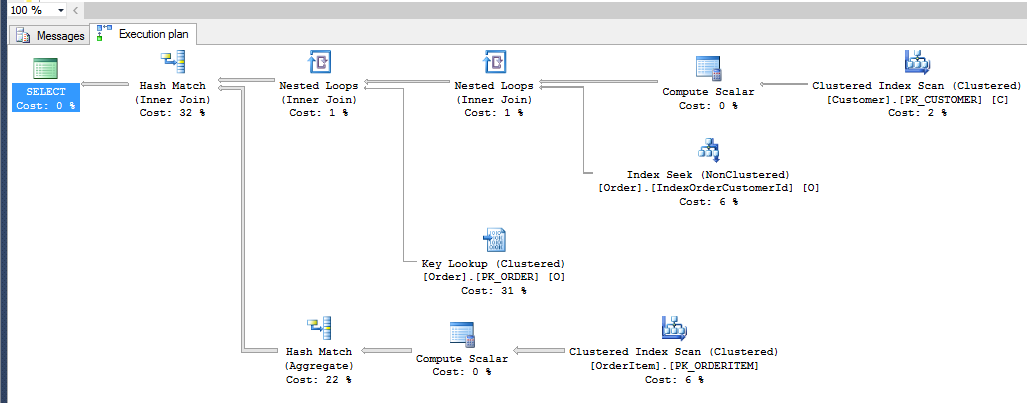 100 %
Messages
Execution plan
SELECT
Cost: 0 %
Hash Match
(Inner Join)
Cost: 32 %
Nested Loops
(Inner Join)
Cost: 1 %
Nested Loops
(Inner Join)
Cost: 1 %
Compute Scalar
Cost: 0 %
Clustered Index Scan (Clustered)
[Customer].[PK_CUSTOMER] [C]
Cost: 2 %
Index Seek (NonClustered)
[Order].[IndexOrderCustomerId] [O]
Cost: 6 %
Key Lookup (Clustered)
[Order].[PK_ORDER] [O]
Cost: 31 %
Hash Match
(Aggregate)
Cost: 22 %
Compute Scalar
Cost: 0 %
Clustered Index Scan (Clustered)
[OrderItem].[PK_ORDERITEM]
Cost: 6 %